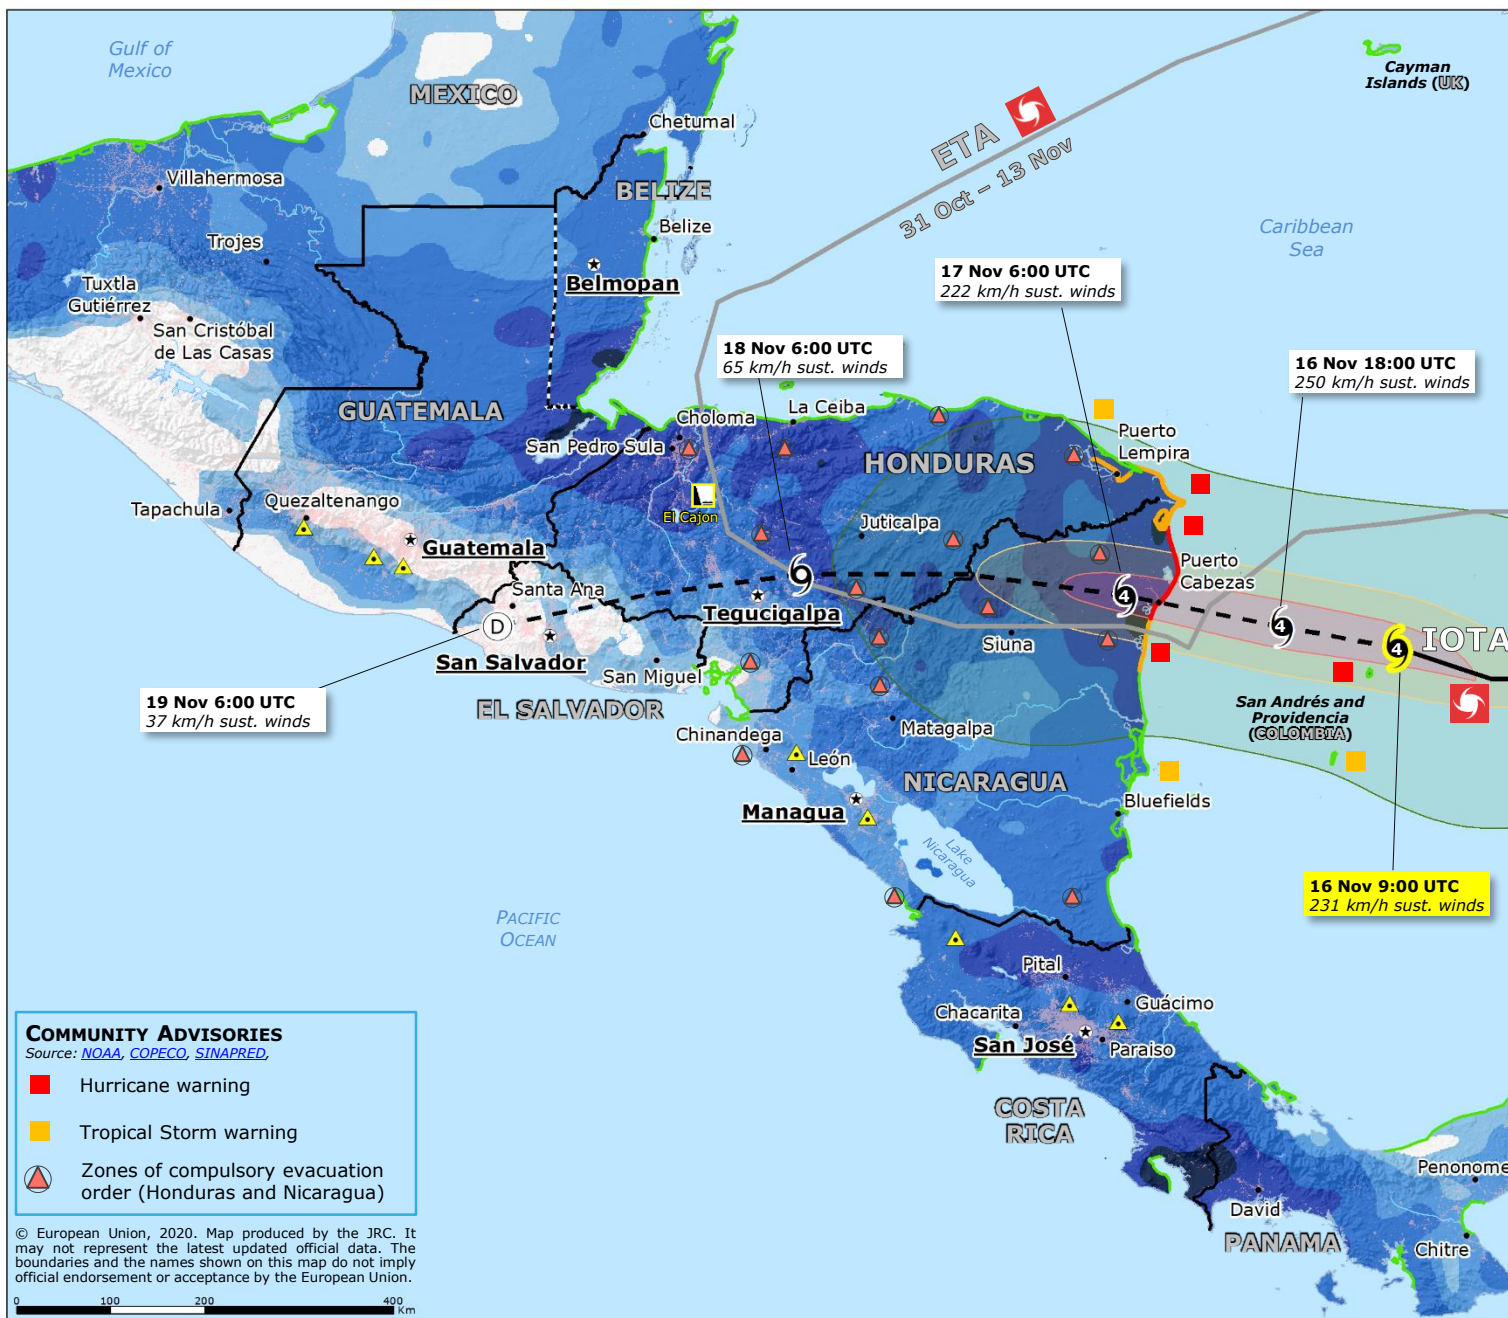 Gulf of
Mexico
MEXICO
Cayman
Islands (UK)
Chetumal
ETA
31 Oct – 13 Nov
Villahermosa
BELIZE
Belize
Caribbean
Sea
Trojes
Belmopan
17 Nov 6:00 UTC
222 km/h sust. winds
Tuxtla
Gutiérrez
San Cristóbal
de Las Casas
18 Nov 6:00 UTC
65 km/h sust. winds
16 Nov 18:00 UTC
250 km/h sust. winds
GUATEMALA
Choloma
La Ceiba
San Pedro Sula
Puerto
Lempira
HONDURAS
Tapachula
Quezaltenango
El Cajon
Juticalpa
Guatemala
Puerto
Cabezas
Santa Ana
Tegucigalpa
4
4
4
D
Siuna
IOTA
San Salvador
San Miguel
19 Nov 6:00 UTC
37 km/h sust. winds
EL SALVADOR
San Andrés and
Providencia
(COLOMBIA)
Chinandega
Matagalpa
León
NICARAGUA
Managua
Bluefields
Lake
Nicaragua
16 Nov 9:00 UTC
231 km/h sust. winds
PACIFIC
OCEAN
Pital
Guácimo
Chacarita
San José
Paraiso
COSTA
RICA
Penonome
David
PANAMA
Chitre
COMMUNITY ADVISORIES
Source: NOAA, COPECO, SINAPRED,
Hurricane warning
Tropical Storm warning
Zones of compulsory evacuation
order (Honduras and Nicaragua)
© European Union, 2020. Map produced by the JRC. It
may not represent the latest updated official data. The
boundaries and the names shown on this map do not imply
official endorsement or acceptance by the European Union.
0 100 200 400
Km